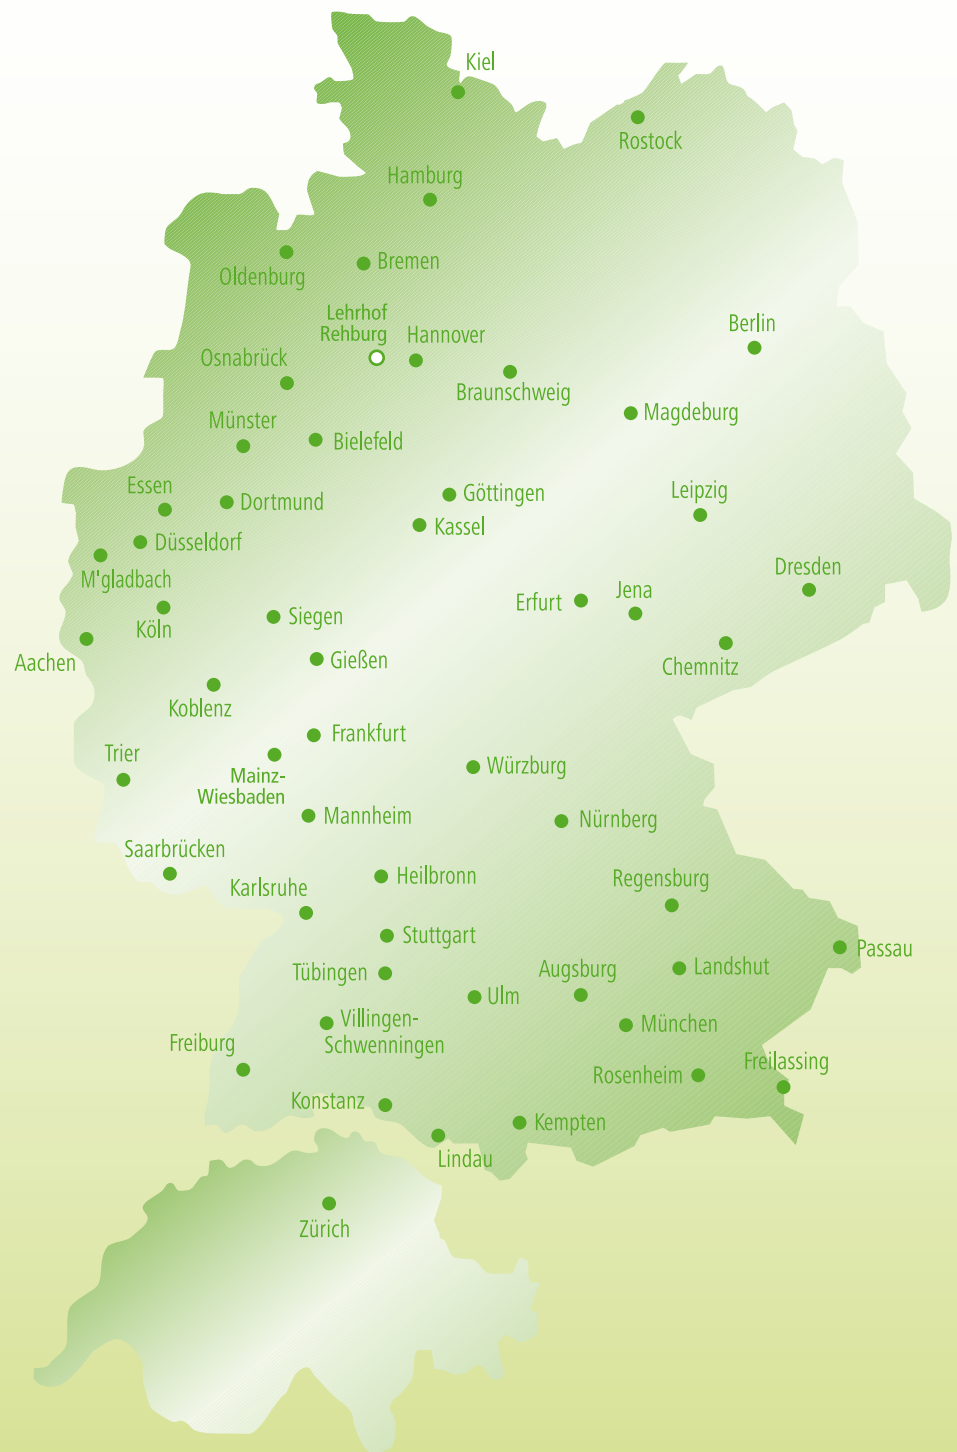 Kiel
Rostock
Hamburg
Bremen
Oldenburg
Lehrhof
Rehburg
Hannover
Berlin
Osnabrück
Braunschweig
Magdeburg
Münster
Bielefeld
Essen
Dortmund
Göttingen
Leipzig
Kassel
Düsseldorf
M'gladbach
Dresden
Jena
Erfurt
Köln
Siegen
Aachen
Gießen
Chemnitz
Koblenz
Frankfurt
Trier
Würzburg
Mainz-
Wiesbaden
Mannheim
Nürnberg
Saarbrücken
Heilbronn
Regensburg
Karlsruhe
Stuttgart
Passau
Tübingen
Augsburg
Landshut
Ulm
Villingen-
Schwenningen
München
Freiburg
Freilassing
Rosenheim
Konstanz
Kempten
Lindau
Zürich